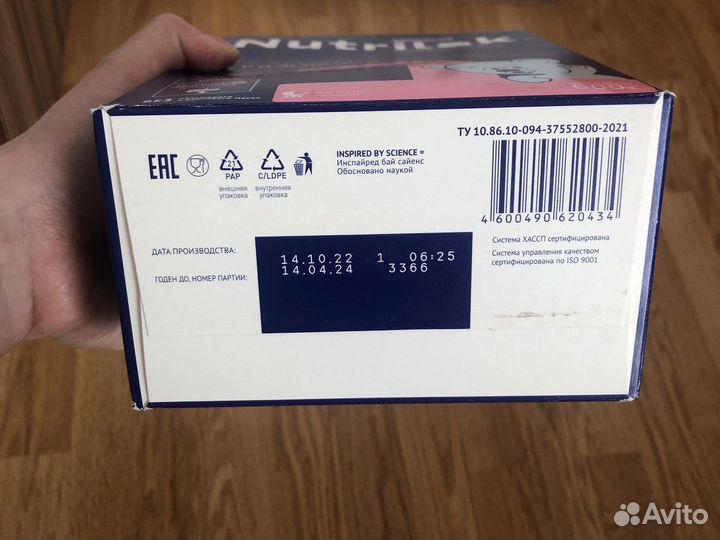 Nutrilak
600
ТУ 10.86.10-094-37552800-2021
EAC
21
PAP
внешняя
упаковка
C/LDPE
внутренняя
упаковка
INSPIRED BY SCIENCE =
Инспайред бай сайенс
Обосновано наукой
4 600490 620434
Система ХАССП сертифицирована
Система управления качеством
сертифицирована по ISO 9001
ДАТА ПРОИЗВОДСТВА:
14.10.22 1 06:25
ГОДЕН ДО, НОМЕР ПАРТИИ:
14.04.24 3366
Avito